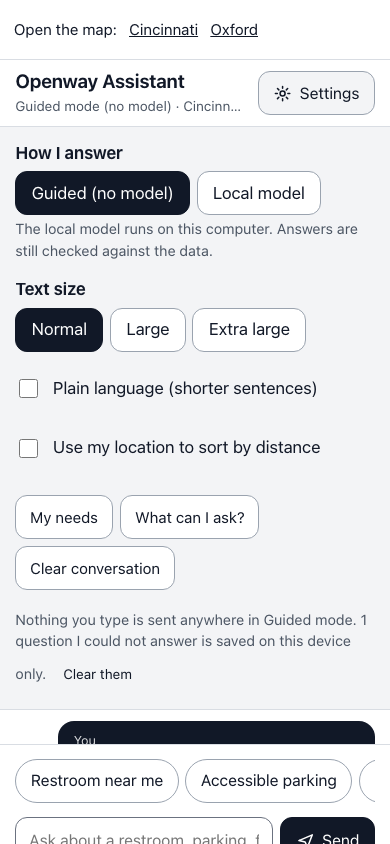 Open the map: Cincinnati Oxford
Openway Assistant
Guided mode (no model) · Cincinn...
Settings
How I answer
Guided (no model) Local model
The local model runs on this computer. Answers are
still checked against the data.
Text size
Normal Large Extra large
Plain language (shorter sentences)
Use my location to sort by distance
My needs What can I ask?
Clear conversation
Nothing you type is sent anywhere in Guided mode. 1
question I could not answer is saved on this device
only. Clear them
You
Restroom near me Accessible parking
Ask about a restroom, parking, f
Send